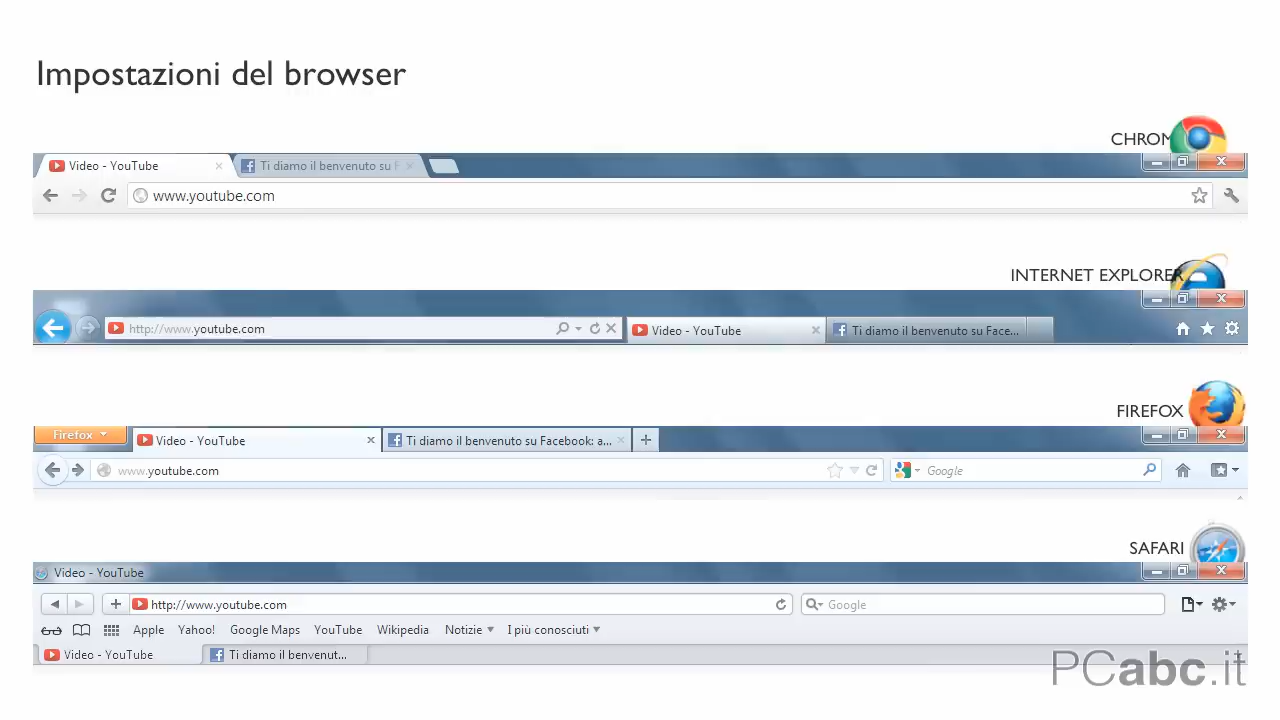 Impostazioni del browser
CHROM
Video - YouTube
Ti diamo il benvenuto su F
www.youtube.com
INTERNET EXPLORER
http://www.youtube.com
Video - YouTube
Ti diamo il benvenuto su Face...
FIREFOX
Firefox
Video - YouTube
Ti diamo il benvenuto su Facebook: a...
www.youtube.com
Google
SAFARI
Video - YouTube
http://www.youtube.com
Google
Apple Yahoo! Google Maps YouTube Wikipedia Notizie I più conosciuti
Video - YouTube
Ti diamo il benvenut...
PCabc.it